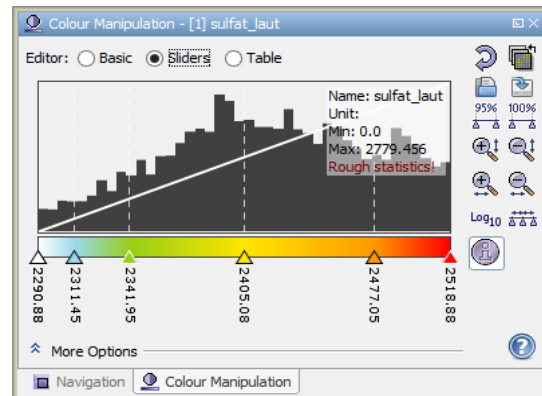 Colour Manipulation - [1] sulfat_laut
Editor: Basic Sliders Table
Name: sulfat_laut
Unit:
Min: 0.0
Max: 2779.456
Rough statistics!
95% 100%
Log10
2290.88
2311.45
2341.95
2405.08
2477.05
2518.88
More Options
Navigation Colour Manipulation